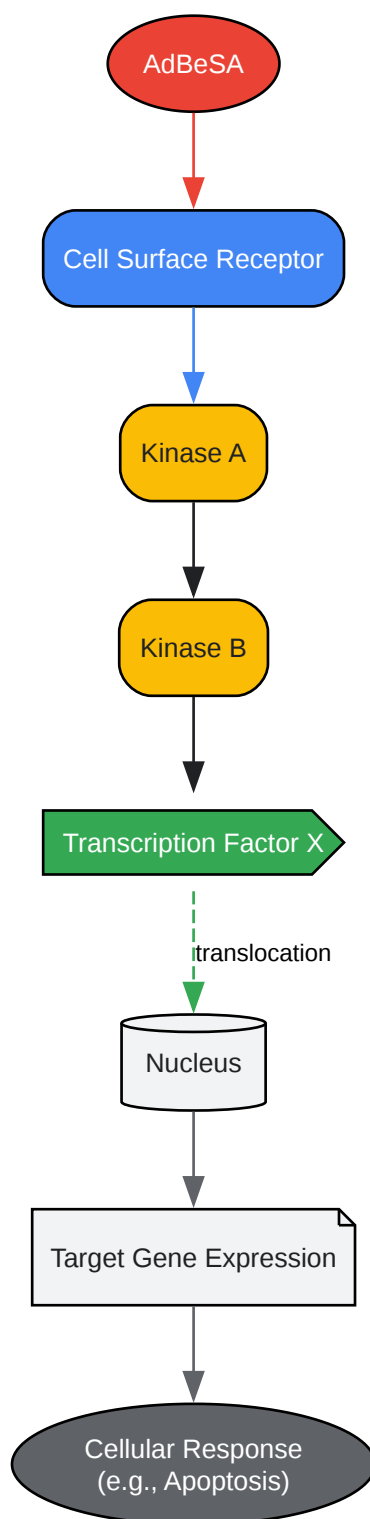 AdBeSA
Cell Surface Receptor
Kinase A
Kinase B
Transcription Factor X
translocation
Nucleus
Target Gene Expression
Cellular Response
(e.g., Apoptosis)